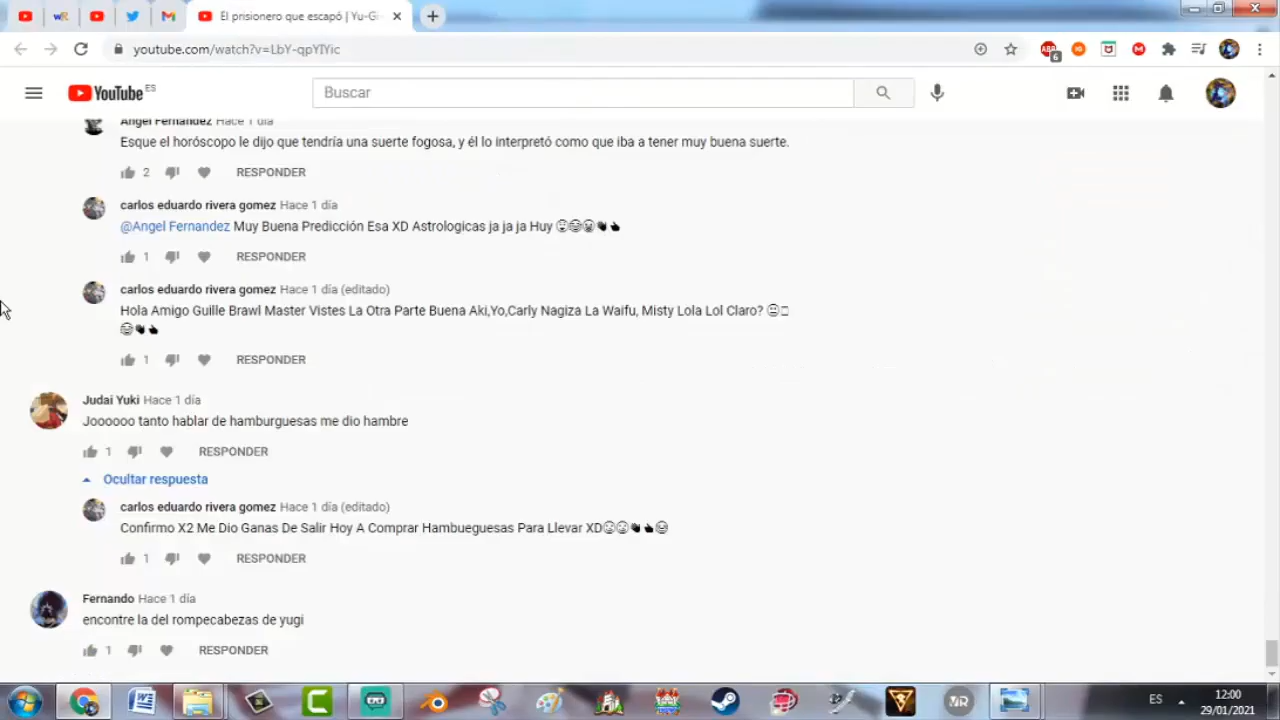 El prisionero que escapó | Yu-Gi
youtube.com/watch?v=LbY-qpYIYic
6
YouTube ES
Buscar
Angel Fernandez Hace 1 día
Esque el horóscopo le dijo que tendría una suerte fogosa, y él lo interpretó como que iba a tener muy buena suerte.
2 RESPONDER
carlos eduardo rivera gomez Hace 1 día
@Angel Fernandez Muy Buena Predicción Esa XD Astrologicas ja ja ja Huy
1 RESPONDER
carlos eduardo rivera gomez Hace 1 día (editado)
Hola Amigo Guille Brawl Master Vistes La Otra Parte Buena Aki,Yo,Carly Nagiza La Waifu, Misty Lola Lol Claro?
1 RESPONDER
Judai Yuki Hace 1 día
Joooooo tanto hablar de hamburguesas me dio hambre
1 RESPONDER
Ocultar respuesta
carlos eduardo rivera gomez Hace 1 día (editado)
Confirmo X2 Me Dio Ganas De Salir Hoy A Comprar Hambueguesas Para Llevar XD
1 RESPONDER
Fernando Hace 1 día
encontre la del rompecabezas de yugi
1 RESPONDER
ES
12:00
29/01/2021